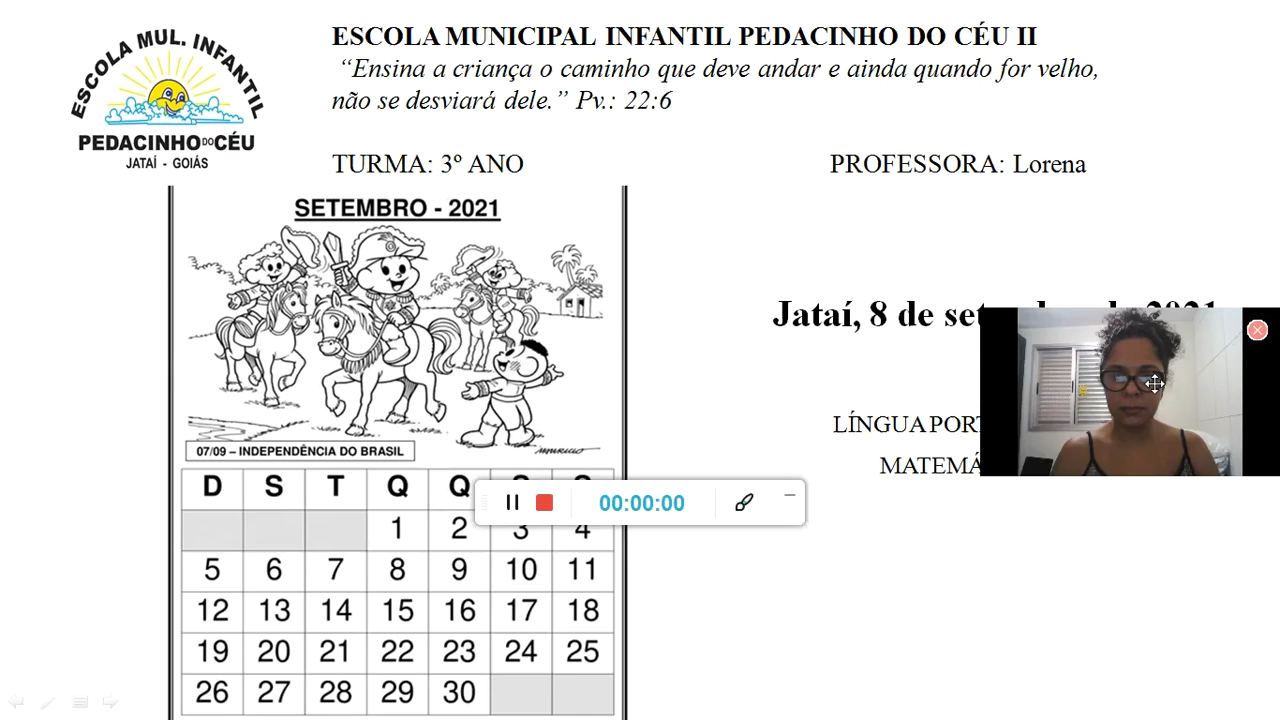 ESCOLA MUL. INFANTIL
PEDACINHO DO CÉU
JATAÍ - GOIÁS
ESCOLA MUNICIPAL INFANTIL PEDACINHO DO CÉU II
“Ensina a criança o caminho que deve andar e ainda quando for velho,
não se desviará dele.” Pv.: 22:6
TURMA: 3º ANO PROFESSORA: Lorena
SETEMBRO - 2021
07/09 – INDEPENDÊNCIA DO BRASIL
MAURICIO
D S T Q Q
1 2 3 4
5 6 7 8 9 10 11
12 13 14 15 16 17 18
19 20 21 22 23 24 25
26 27 28 29 30
00:00:00
Jataí, 8 de
LÍNGUA